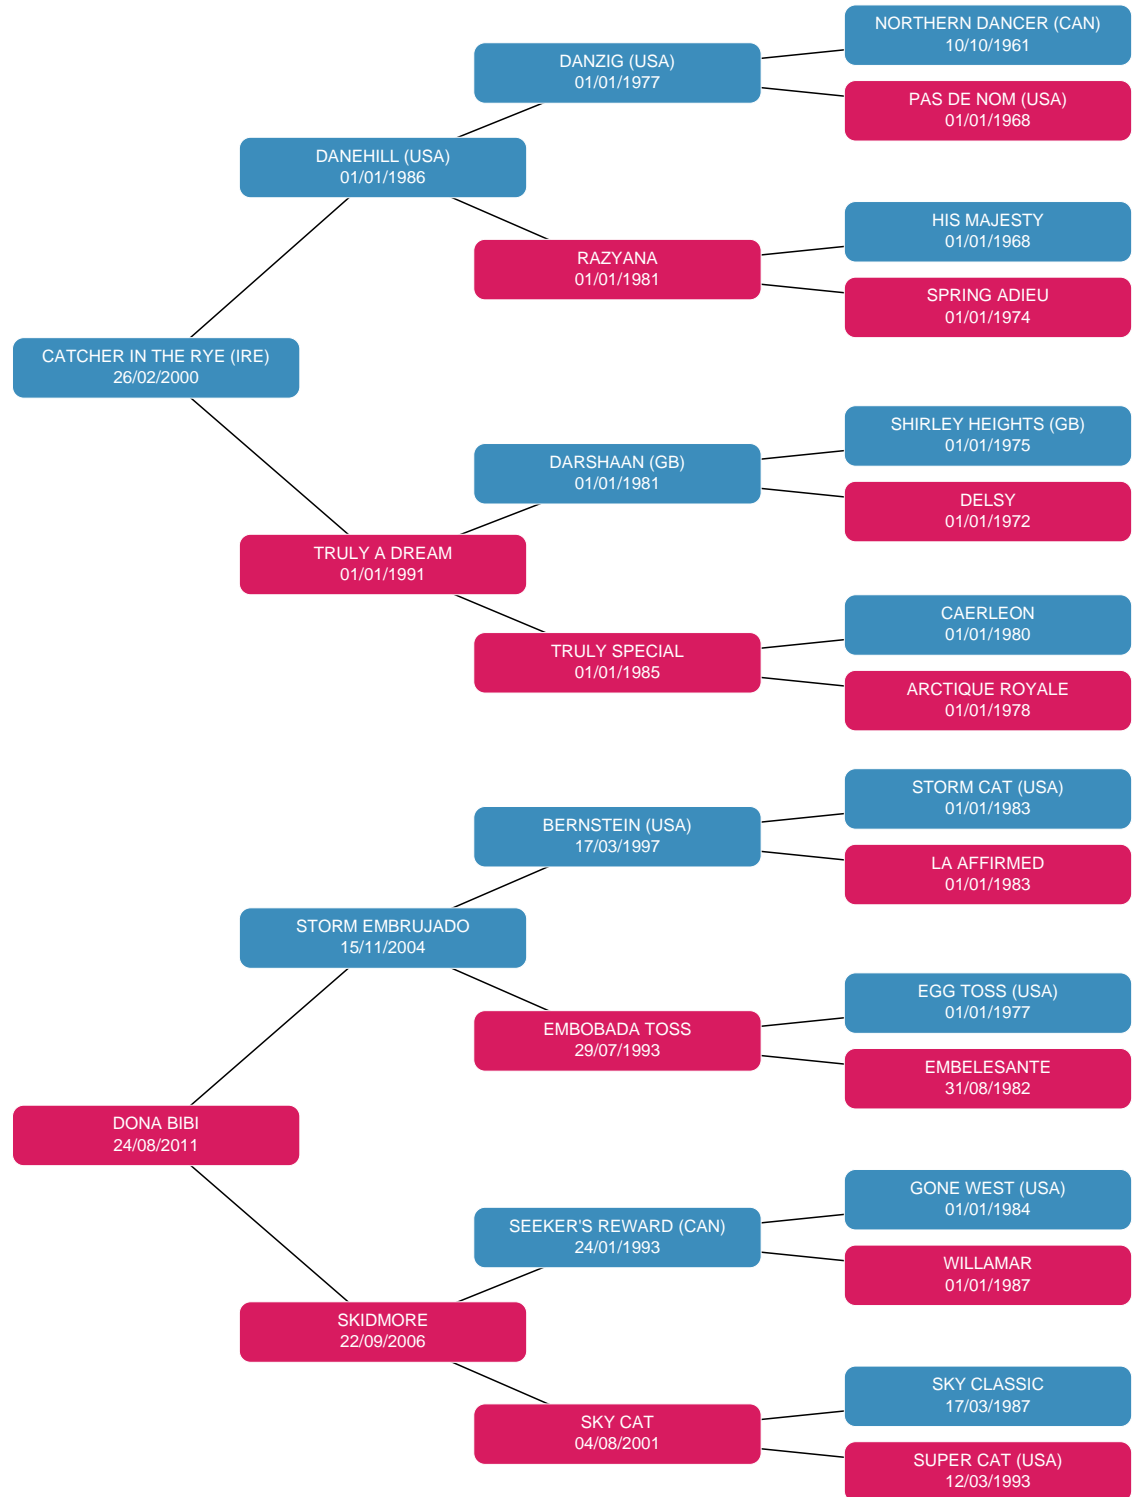 NORTHERN DANCER (CAN)
10/10/1961
DANZIG (USA)
01/01/1977
PAS DE NOM (USA)
01/01/1968
DANEHILL (USA)
01/01/1986
HIS MAJESTY
01/01/1968
RAZYANA
01/01/1981
SPRING ADIEU
01/01/1974
CATCHER IN THE RYE (IRE)
26/02/2000
SHIRLEY HEIGHTS (GB)
01/01/1975
DARSHAAN (GB)
01/01/1981
DELSY
01/01/1972
TRULY A DREAM
01/01/1991
CAERLEON
01/01/1980
TRULY SPECIAL
01/01/1985
ARCTIQUE ROYALE
01/01/1978
STORM CAT (USA)
01/01/1983
BERNSTEIN (USA)
17/03/1997
LA AFFIRMED
01/01/1983
STORM EMBRUJADO
15/11/2004
EGG TOSS (USA)
01/01/1977
EMBOBADA TOSS
29/07/1993
EMBELESANTE
31/08/1982
DONA BIBI
24/08/2011
GONE WEST (USA)
01/01/1984
SEEKER'S REWARD (CAN)
24/01/1993
WILLAMAR
01/01/1987
SKIDMORE
22/09/2006
SKY CLASSIC
17/03/1987
SKY CAT
04/08/2001
SUPER CAT (USA)
12/03/1993